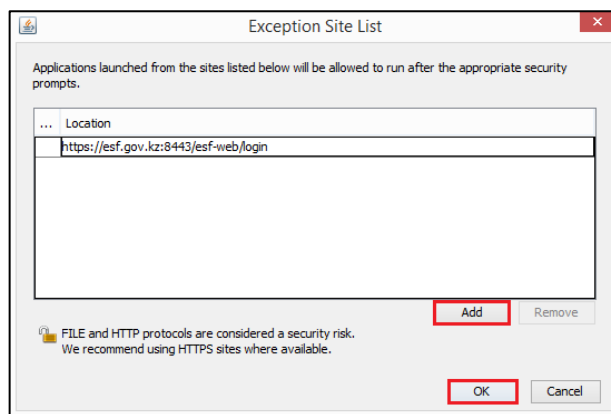 Exception Site List
Applications launched from the sites listed below will be allowed to run after the appropriate security
prompts.
... Location
https://esf.gov.kz:8443/esf-web/login
Add Remove
FILE and HTTP protocols are considered a security risk.
We recommend using HTTPS sites where available.
OK Cancel